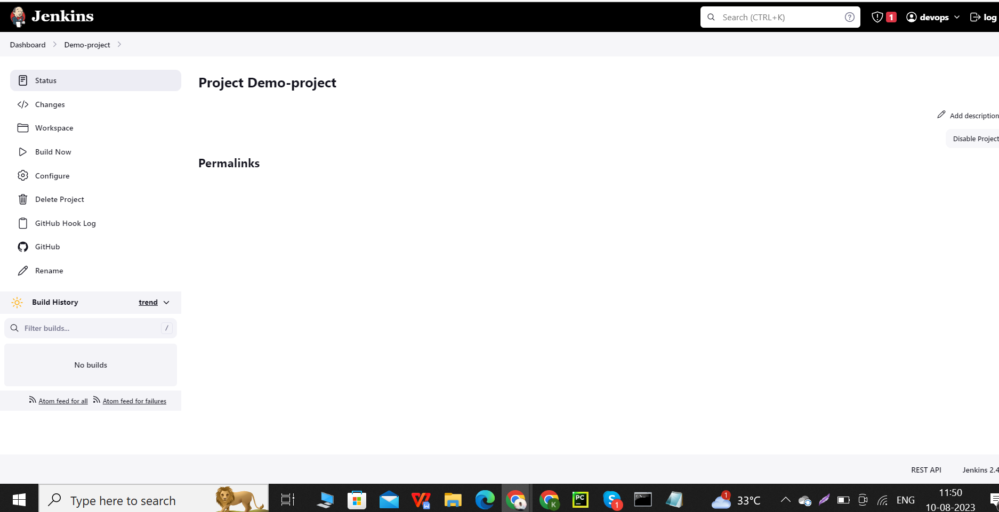 Jenkins
Search (CTRL+K)
1
devops
log
Dashboard
Demo-project
Status
Changes
Workspace
Build Now
Configure
Delete Project
GitHub Hook Log
GitHub
Rename
Project Demo-project
Add description
Disable Project
Permalinks
Build History
trend
Filter builds...
/
No builds
Atom feed for all
Atom feed for failures
REST API
Jenkins 2.4
Type here to search
W
K
PC
S
1
1
33°C
ENG
11:50
10-08-2023